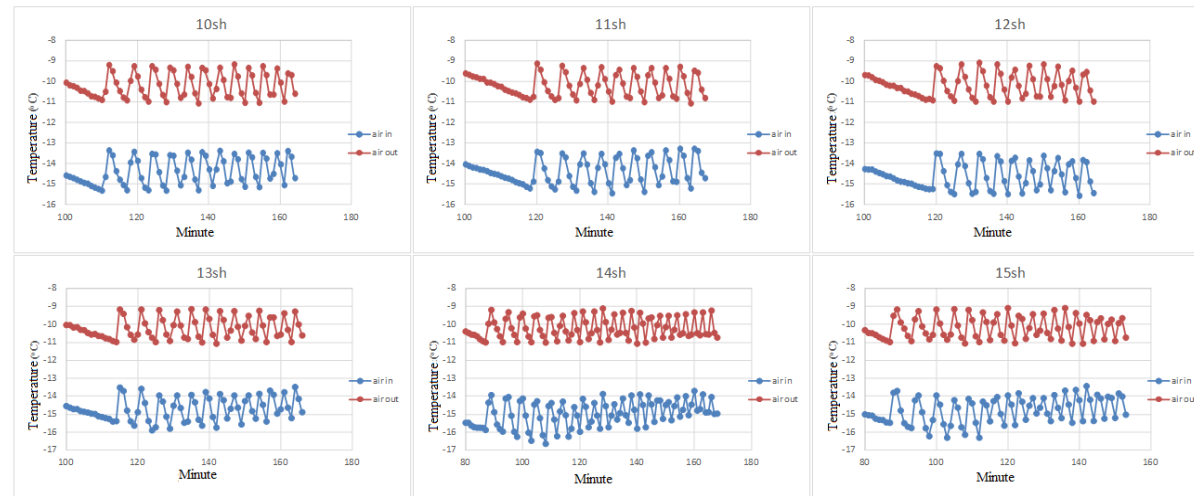 10sh
-8
-9
-10
-11
-12
-13
-14
-15
-16
100 120 140 160 180
Temperature (°C)
Minute
air in
air out
11sh
-8
-9
-10
-11
-12
-13
-14
-15
-16
100 120 140 160 180
Temperature (°C)
Minute
air in
air out
12sh
-8
-9
-10
-11
-12
-13
-14
-15
-16
100 120 140 160 180
Temperature (°C)
Minute
air in
air out
13sh
-8
-9
-10
-11
-12
-13
-14
-15
-16
-17
100 120 140 160 180
Temperature (°C)
Minute
air in
air out
14sh
-8
-9
-10
-11
-12
-13
-14
-15
-16
-17
80 100 120 140 160 180
Temperature (°C)
Minute
air in
air out
15sh
-8
-9
-10
-11
-12
-13
-14
-15
-16
-17
80 100 120 140 160 180
Temperature (°C)
Minute
air in
air out